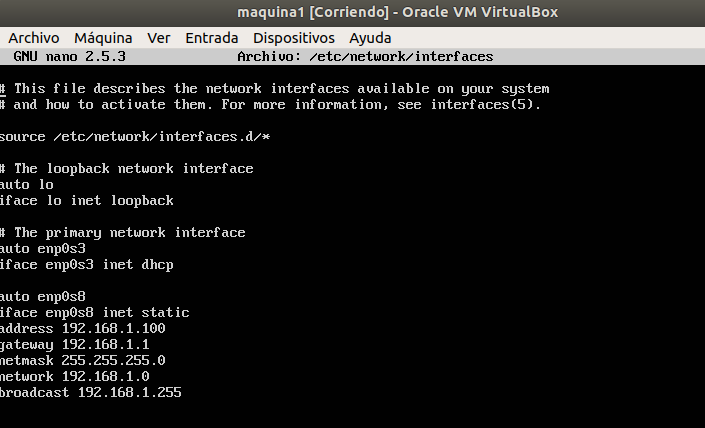 maquina1 [Corriendo] - Oracle VM VirtualBox
Archivo Máquina Ver Entrada Dispositivos Ayuda
GNU nano 2.5.3 Archivo: /etc/network/interfaces
# This file describes the network interfaces available on your system
# and how to activate them. For more information, see interfaces(5).
source /etc/network/interfaces.d/*
# The loopback network interface
auto lo
iface lo inet loopback
# The primary network interface
auto enp0s3
iface enp0s3 inet dhcp
auto enp0s8
iface enp0s8 inet static
address 192.168.1.100
gateway 192.168.1.1
netmask 255.255.255.0
network 192.168.1.0
broadcast 192.168.1.255